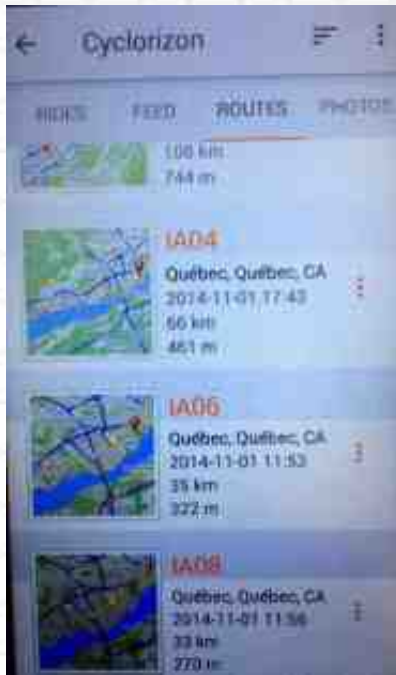 Cyclorizon
RIDES FEED ROUTES PHOTOS
108 km
744 m
IA04
Québec, Québec, CA
2014-11-01 17:43
66 km
461 m
IA06
Québec, Québec, CA
2014-11-01 11:53
35 km
322 m
IA08
Québec, Québec, CA
2014-11-01 11:56
33 km
270 m